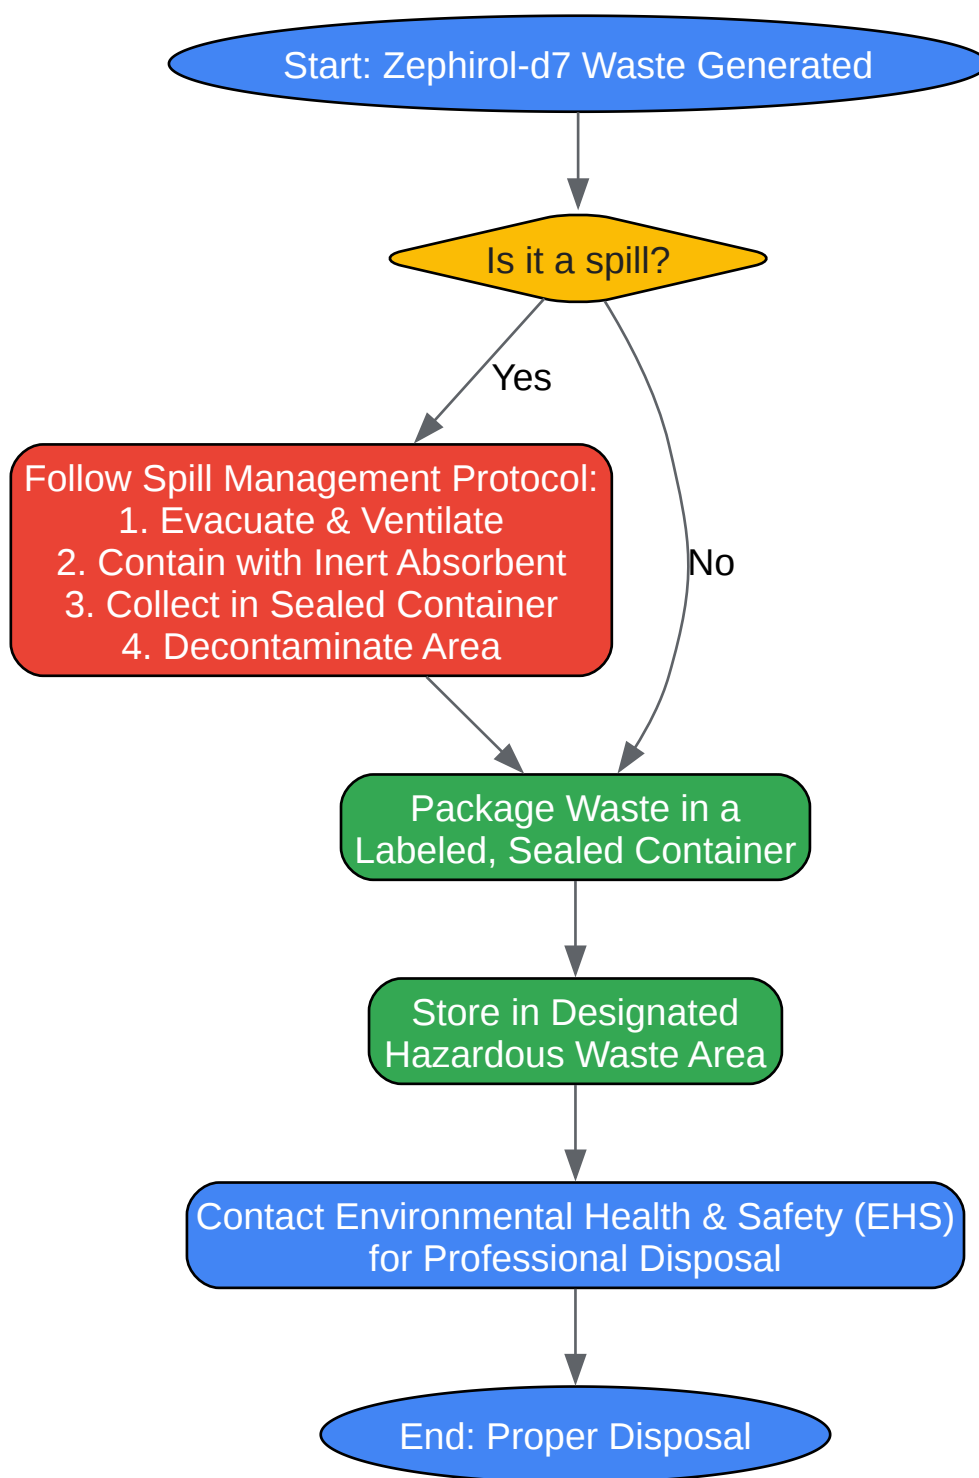 Start: Zephirol-d7 Waste Generated
Is it a spill?
Yes
Follow Spill Management Protocol:
1. Evacuate & Ventilate
2. Contain with Inert Absorbent
3. Collect in Sealed Container
4. Decontaminate Area
No
Package Waste in a
Labeled, Sealed Container
Store in Designated
Hazardous Waste Area
Contact Environmental Health & Safety (EHS)
for Professional Disposal
End: Proper Disposal